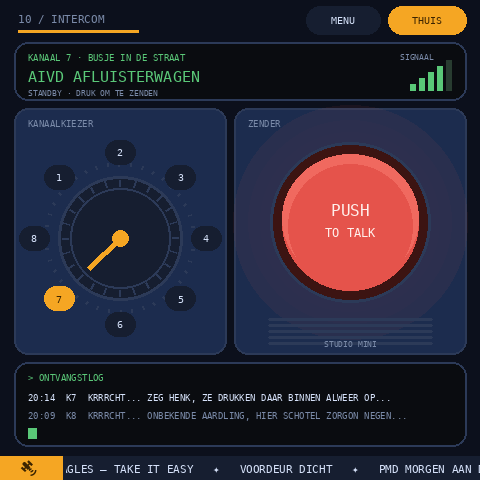 10 / INTERCOM
MENU
THUIS
KANAAL 7 · BUSJE IN DE STRAAT
SIGNAAL
AIVD AFLUISTERWAGEN
STANDBY · DRUK OM TE ZENDEN
KANAALKIEZER
ZENDER
2
1
3
8
4
7
5
6
PUSH
TO TALK
STUDIO MINI
> ONTVANGSTLOG
20:14 K7 KRRRCHT... ZEG HENK, ZE DRUKKEN DAAR BINNEN ALWEER OP...
20:09 K8 KRRRCHT... ONBEKENDE AARDLING, HIER SCHOTEL ZORGON NEGEN...
GLES — TAKE IT EASY ✦ VOORDEUR DICHT ✦ PMD MORGEN AAN